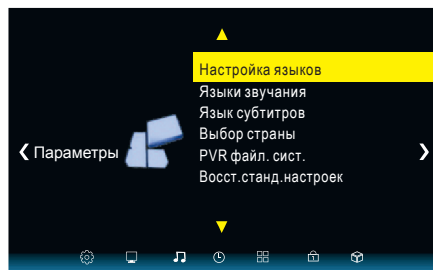 Настройка языков
Языки звучания
Язык субтитров
Выбор страны
Параметры
PVR файл. сист.
Восст.станд.настроек